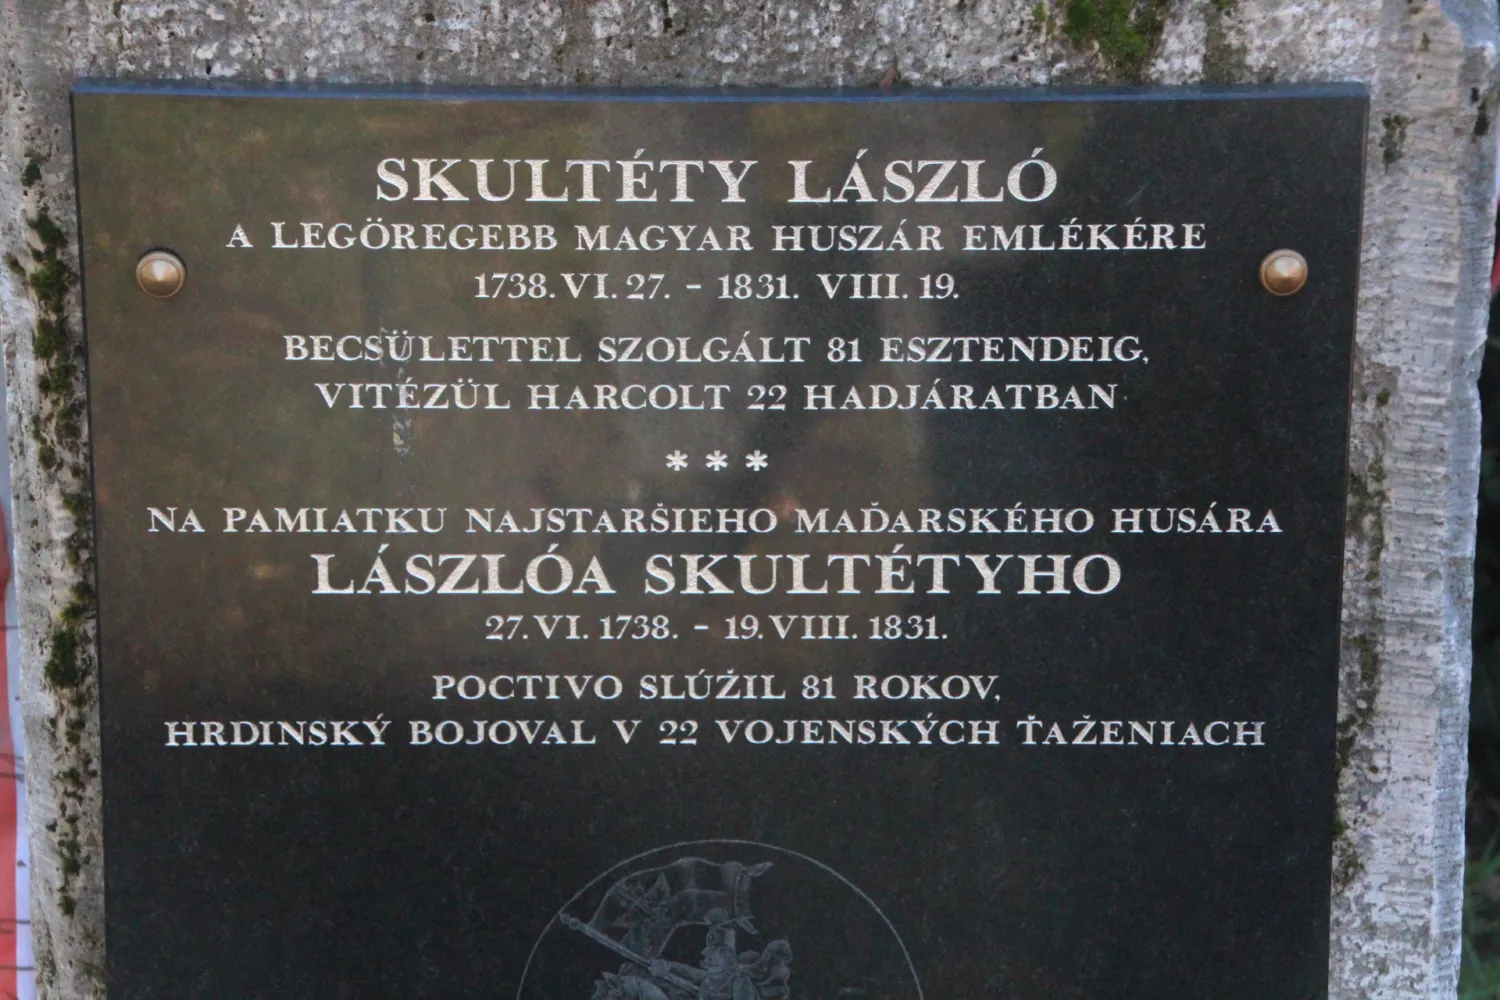 SKULTÉTY LÁSZLÓ
A LEGÖREGEBB MAGYAR HUSZÁR EMLÉKÉRE
1738. VI. 27. - 1831. VIII. 19.
BECSÜLETTEL SZOLGÁLT 81 ESZTENDEIG,
VITÉZÜL HARCOLT 22 HADJÁRATBAN
* * *
NA PAMIATKU NAJSTARŠIEHO MAĎARSKÉHO HUSÁRA
LÁSZLÓA SKULTÉTYHO
27. VI. 1738. - 19. VIII. 1831.
POCTIVO SLÚŽIL 81 ROKOV,
HRDINSKÝ BOJOVAL V 22 VOJENSKÝCH ŤAŽENIACH